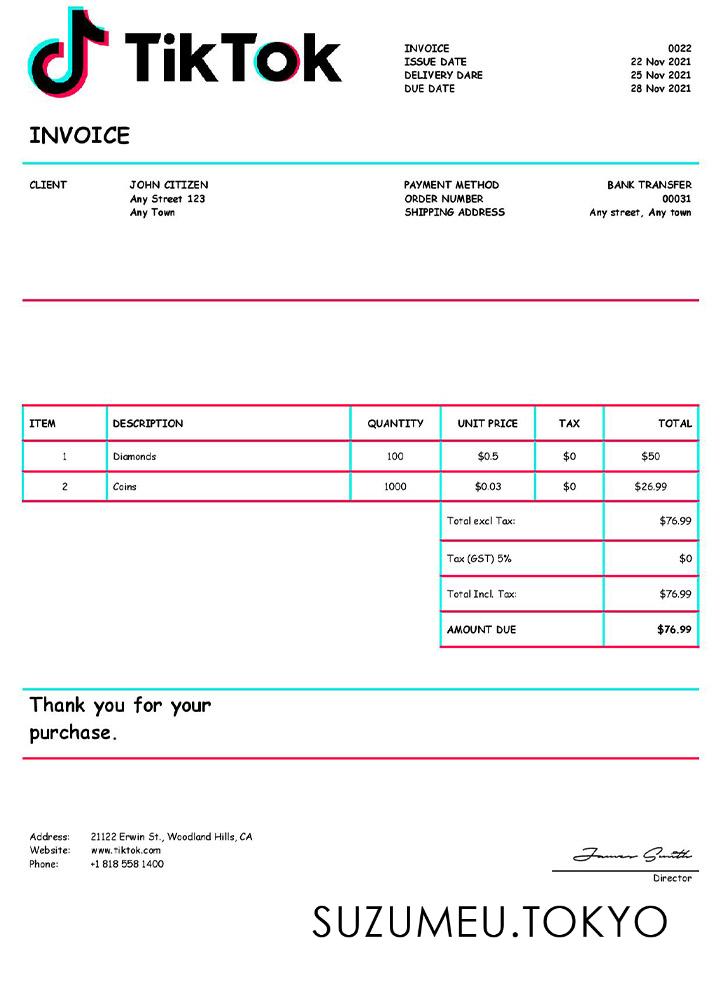 TikTok
INVOICE 0022
ISSUE DATE 22 Nov 2021
DELIVERY DARE 25 Nov 2021
DUE DATE 28 Nov 2021
INVOICE
CLIENT JOHN CITIZEN PAYMENT METHOD BANK TRANSFER
Any Street 123 ORDER NUMBER 00031
Any Town SHIPPING ADDRESS Any street, Any town
ITEM DESCRIPTION QUANTITY UNIT PRICE TAX TOTAL
1 Diamonds 100 $0.5 $0 $50
2 Coins 1000 $0.03 $0 $26.99
Total excl Tax: $76.99
Tax (GST) 5% $0
Total Incl. Tax: $76.99
AMOUNT DUE $76.99
Thank you for your
purchase.
Address: 21122 Erwin St., Woodland Hills, CA
Website: www.tiktok.com
Phone: +1 818 558 1400
James Smith
Director
SUZUMEU.TOKYO